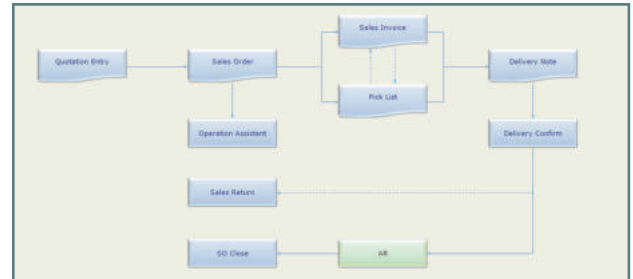 Sales Invoice
Quotation Entry
Sales Order
Delivery Note
Pick List
Operation Assistant
Delivery Confirm
Sales Return
SO Close
AR